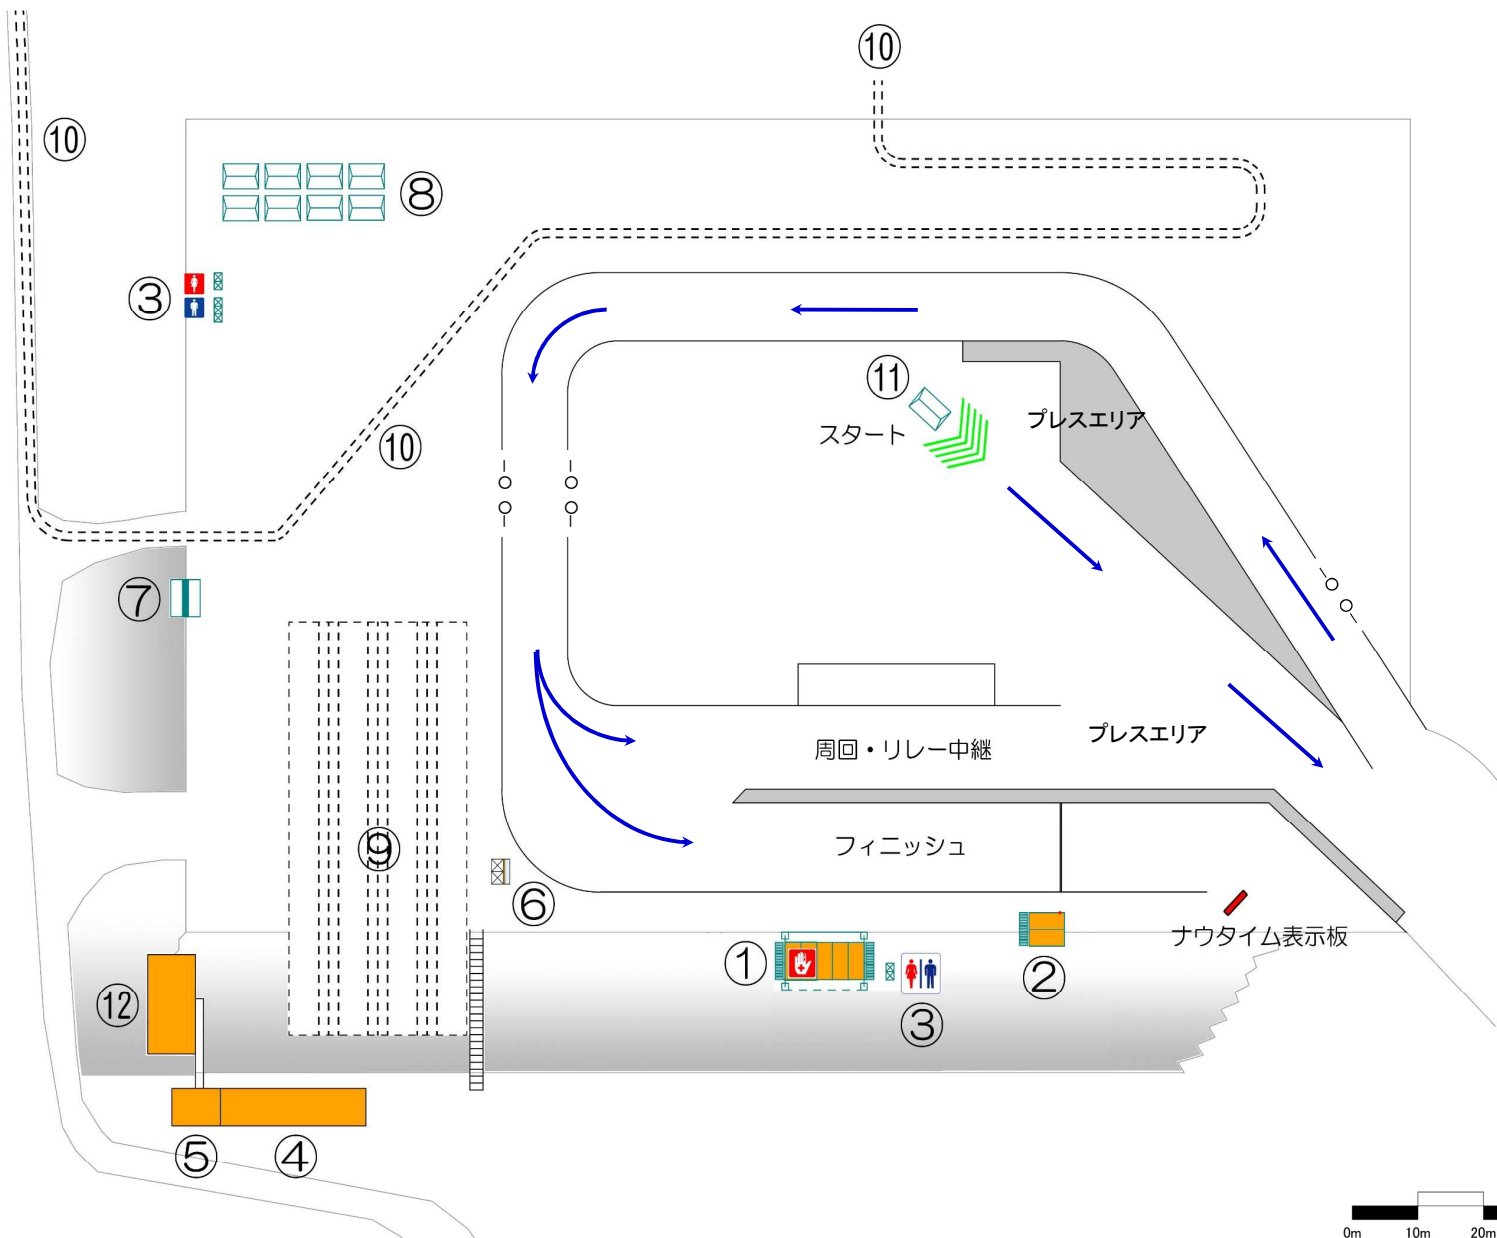 ⑩
⑩
⑧
③
⑪
プレスエリア
スタート
⑩
⑦
プレスエリア
周回・リレー中継
⑨
フィニッシュ
⑥
ナウタイム表示板
①
②
⑫
③
⑤
④
0m 10m 20m